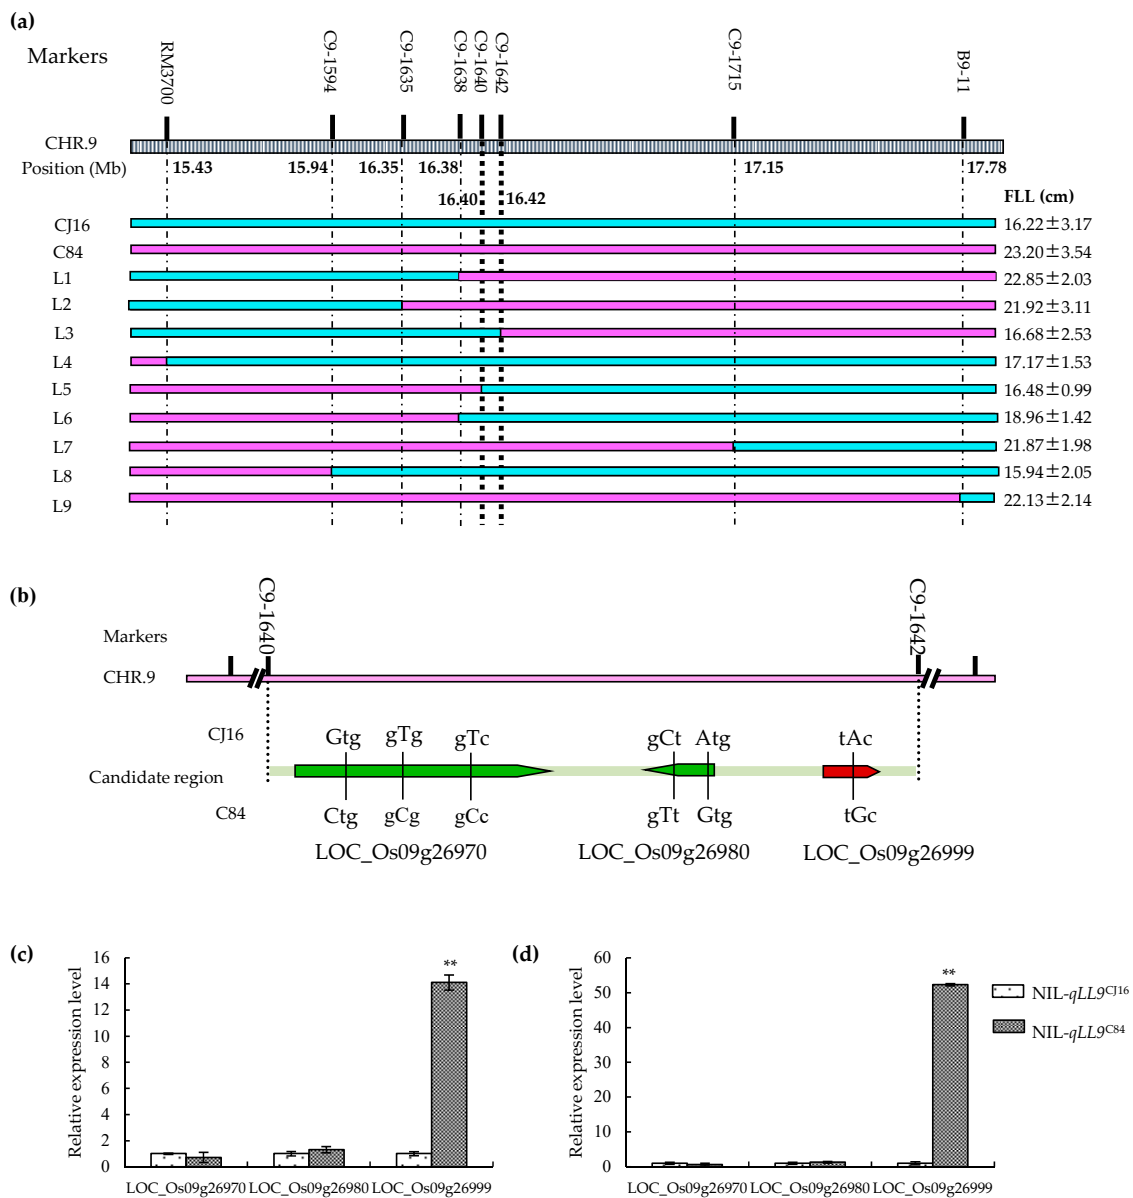 (a)
Markers
RM3700
C9-1594
C9-1635
C9-1638
C9-1640
C9-1642
C9-1715
B9-11
CHR.9
Position (Mb)
15.43
15.94
16.35
16.38
17.15
17.78
16.40
16.42
FLL (cm)
CJ16
16.22±3.17
C84
23.20±3.54
L1
22.85±2.03
L2
21.92±3.11
L3
16.68±2.53
L4
17.17±1.53
L5
16.48±0.99
L6
18.96±1.42
L7
21.87±1.98
L8
15.94±2.05
L9
22.13±2.14
(b)
C9-1640
C9-1642
Markers
CHR.9
CJ16
Gtg gTg gTc gCt Atg tAc
Candidate region
C84
Ctg gCg gCc gTt Gtg tGc
LOC_Os09g26970 LOC_Os09g26980 LOC_Os09g26999
(c)
Relative expression level
16
14
12
10
8
6
4
2
0
**
LOC_Os09g26970 LOC_Os09g26980 LOC_Os09g26999
(d)
Relative expression level
60
50
40
30
20
10
0
**
LOC_Os09g26970 LOC_Os09g26980 LOC_Os09g26999
NIL-qLL9CJ16
NIL-qLL9C84